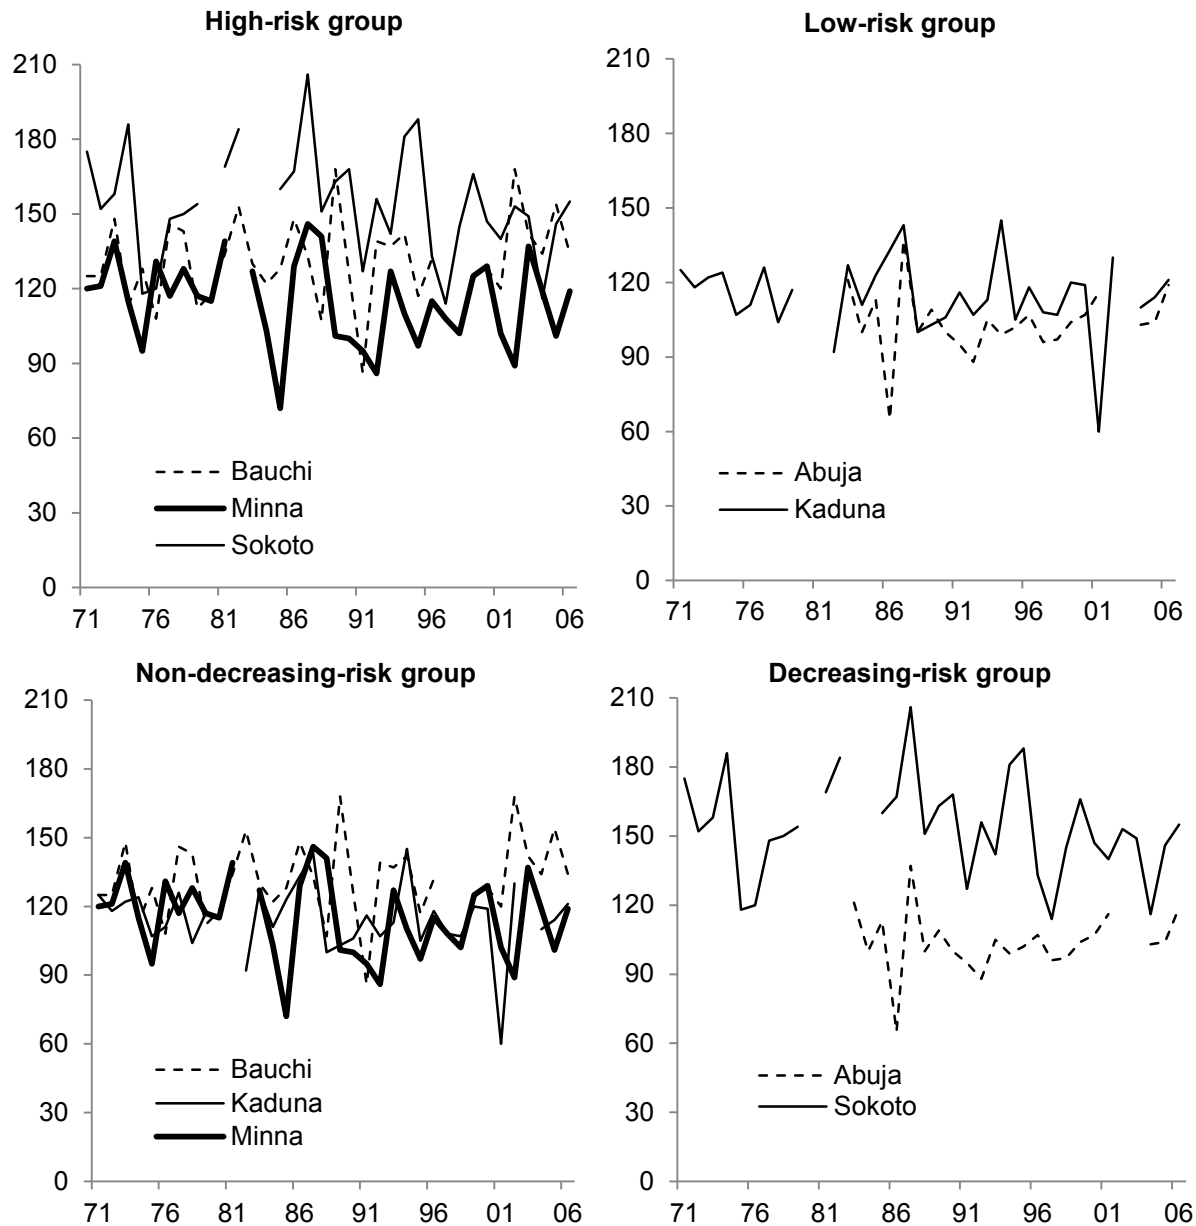 High-risk group
210
180
150
120
90
60
30
0
71 76 81 86 91 96 01 06
Bauchi
Minna
Sokoto
Low-risk group
210
180
150
120
90
60
30
0
71 76 81 86 91 96 01 06
Abuja
Kaduna
Non-decreasing-risk group
210
180
150
120
90
60
30
0
71 76 81 86 91 96 01 06
Bauchi
Kaduna
Minna
Decreasing-risk group
210
180
150
120
90
60
30
0
71 76 81 86 91 96 01 06
Abuja
Sokoto